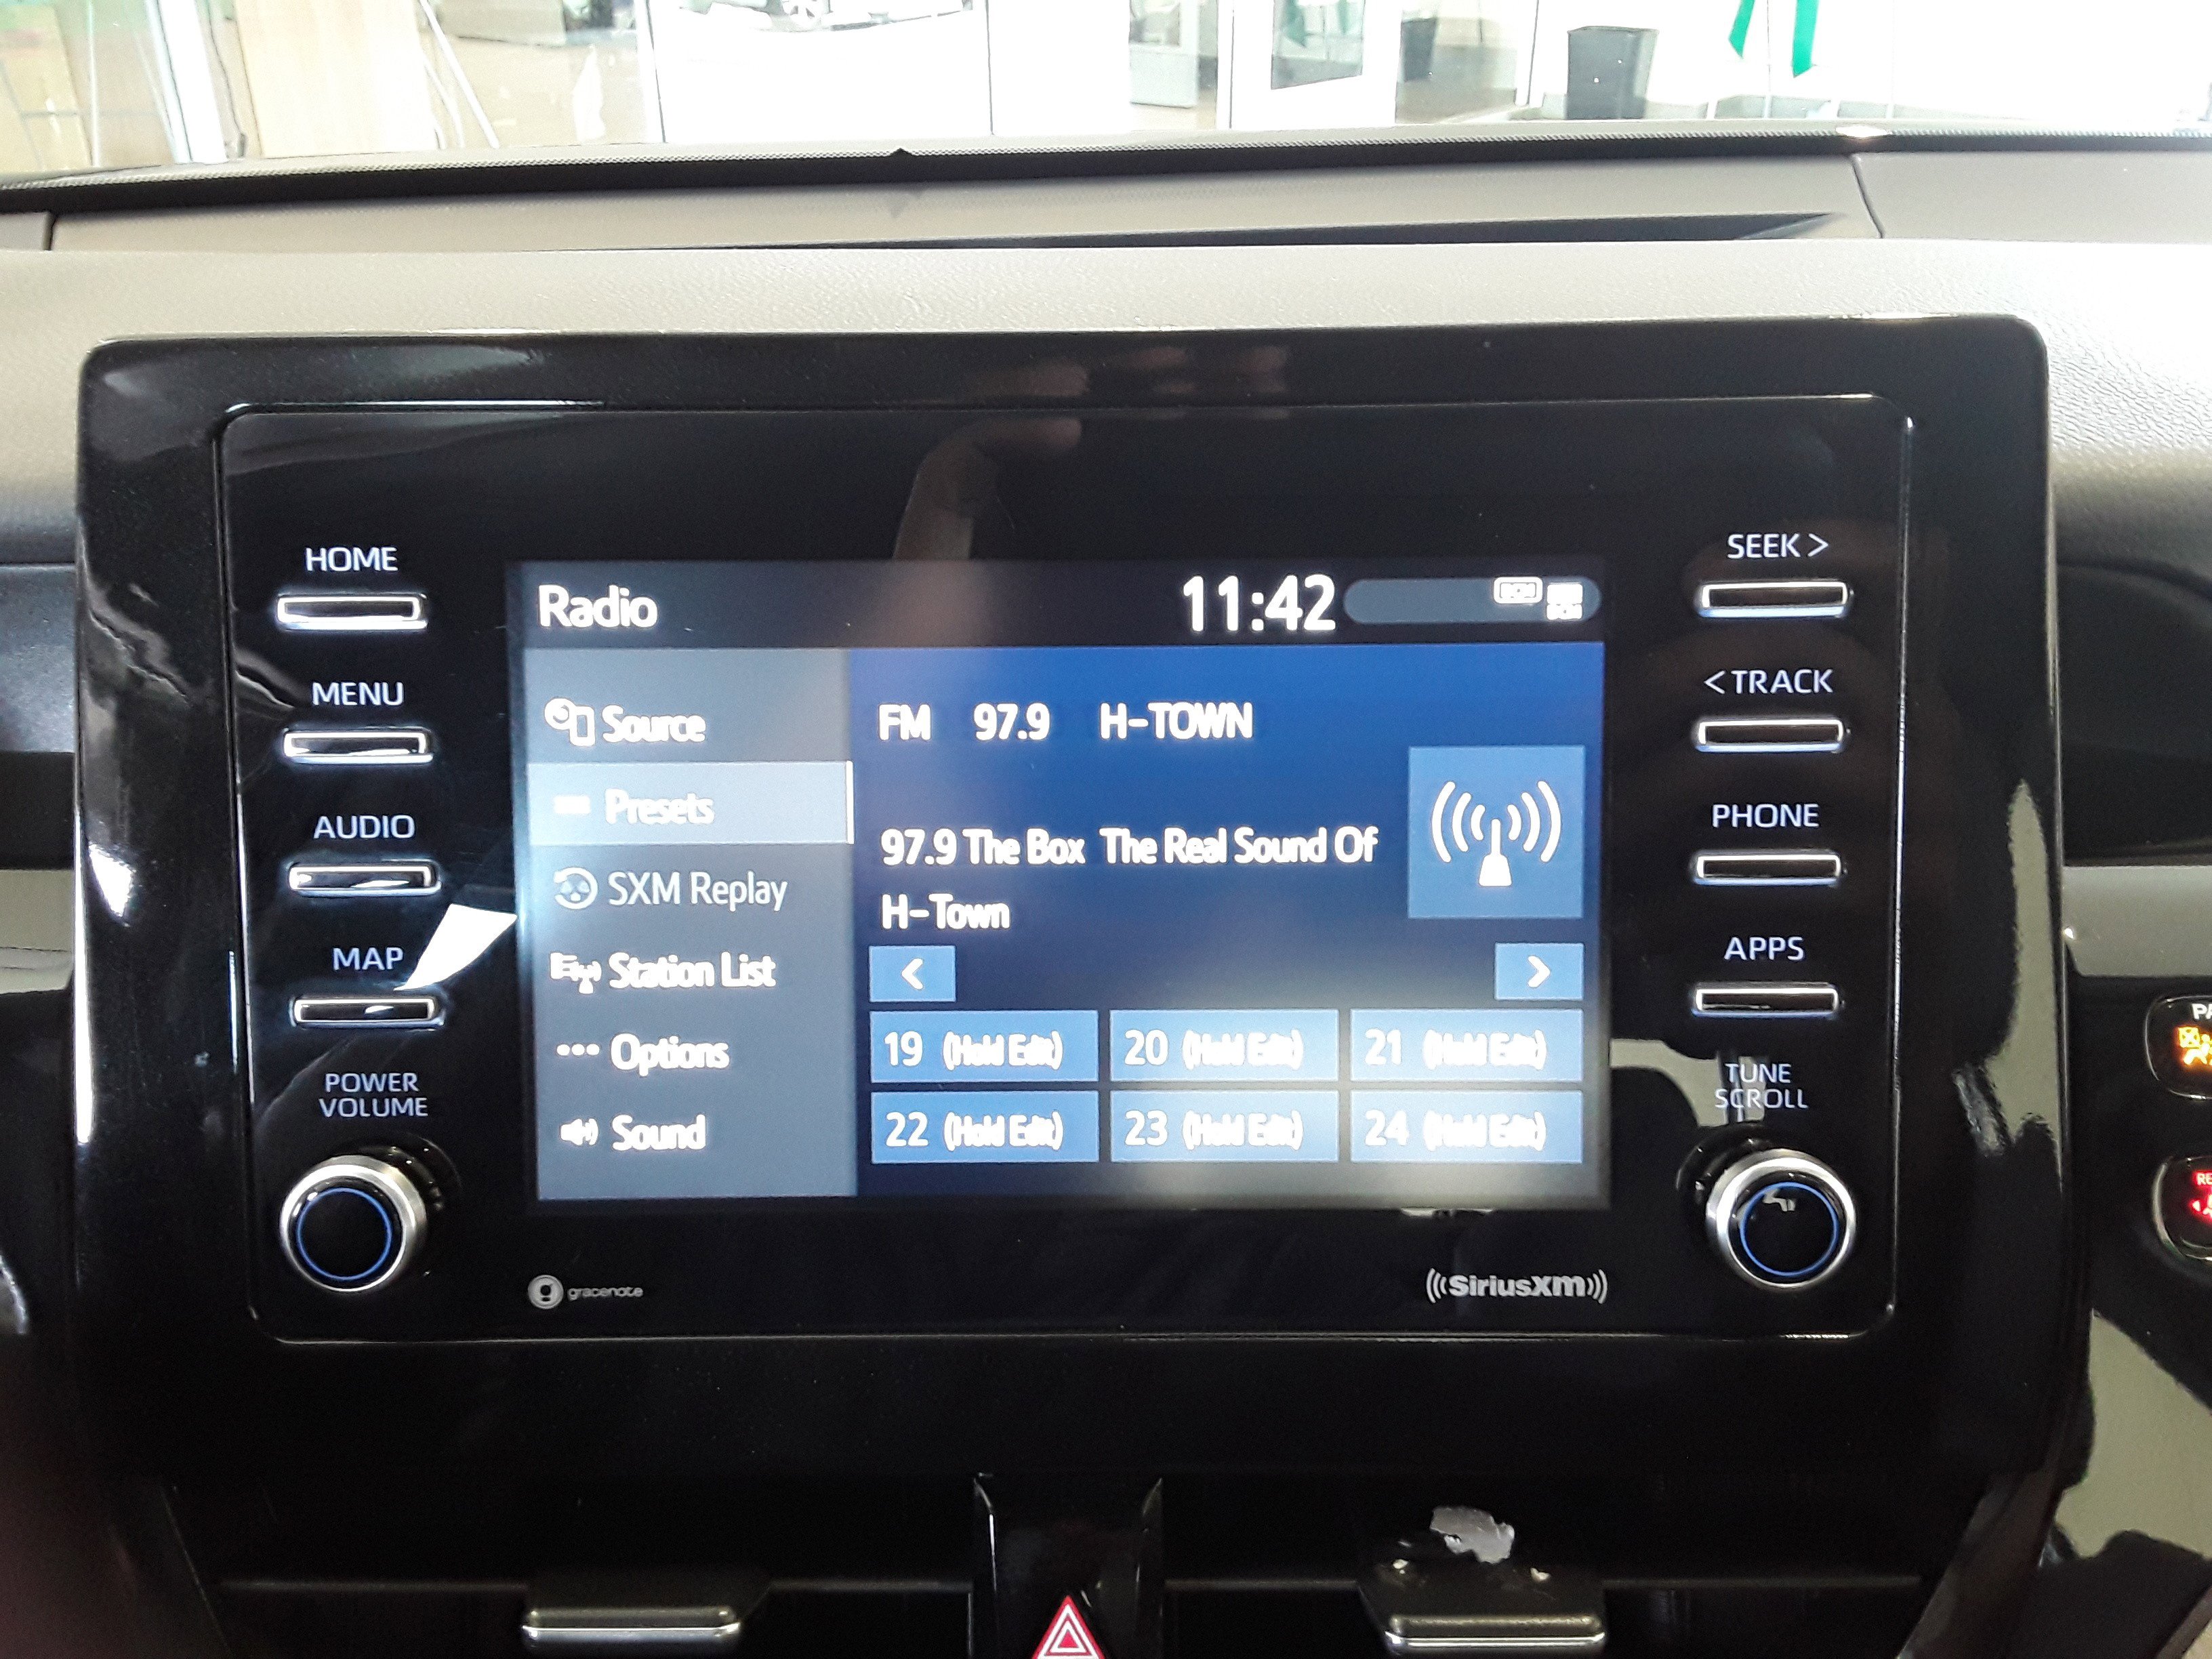 HOME
MENU
AUDIO
MAP
POWER
VOLUME
Radio
11:42
DCM
Source
Presets
SXM Replay
Station List
Options
Sound
FM 97.9 H-TOWN
97.9 The Box The Real Sound Of
H-Town
<
>
19 (Hold Edit) 20 (Hold Edit) 21 (Hold Edit)
22 (Hold Edit) 23 (Hold Edit) 24 (Hold Edit)
gracenote
SiriusXM
SEEK >
< TRACK
PHONE
APPS
TUNE
SCROLL